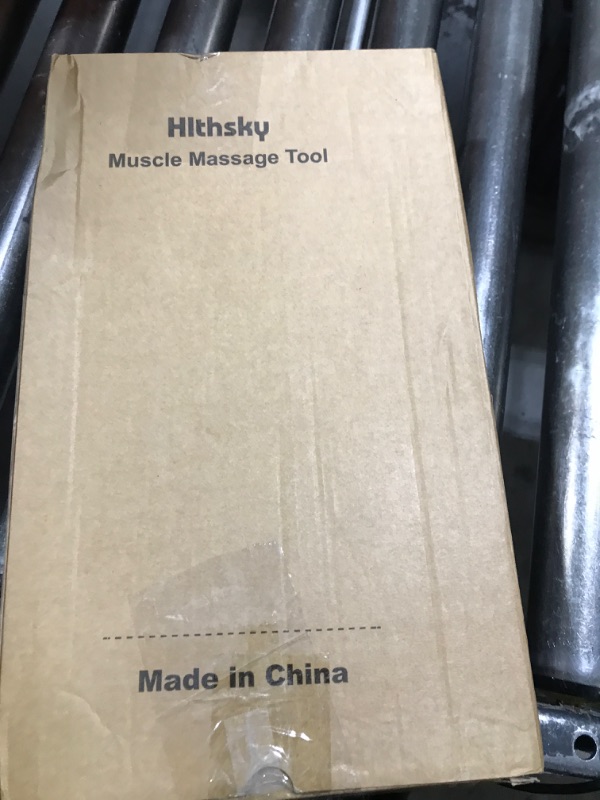 Hlthsky
Muscle Massage Tool
Made in China